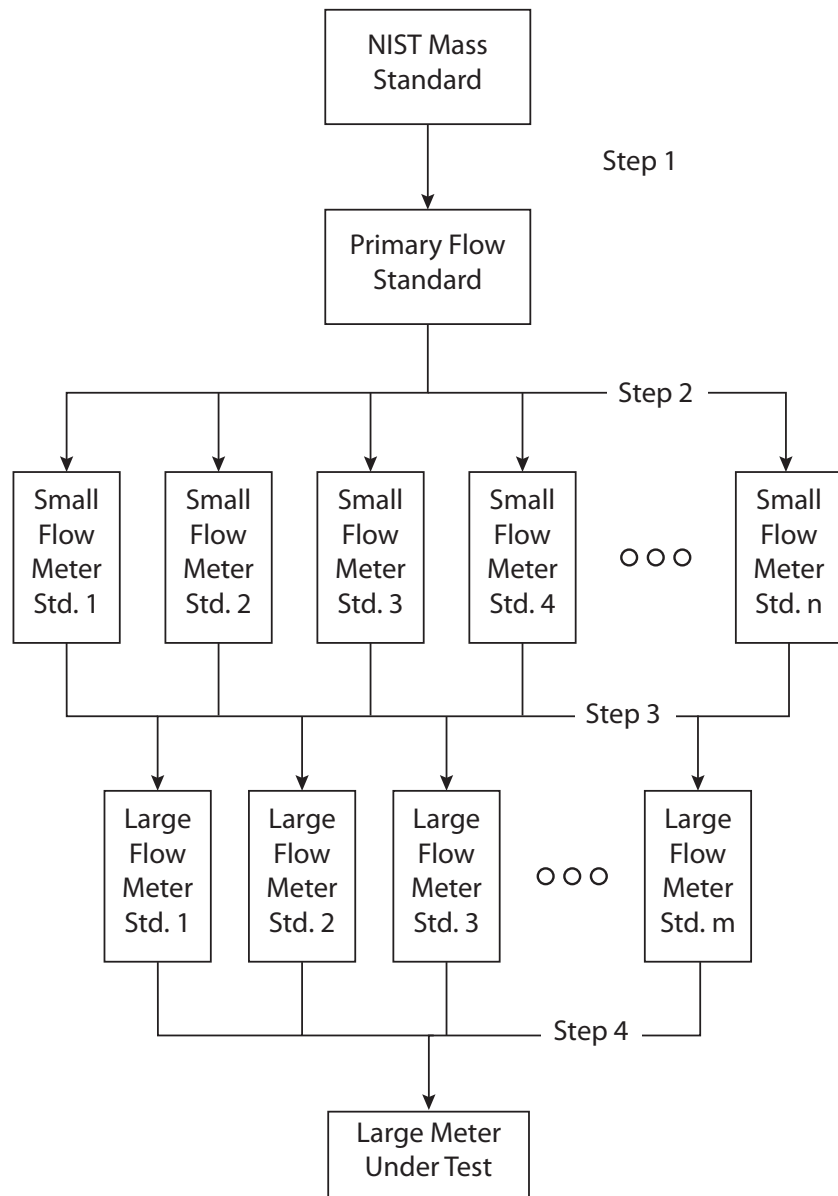 NIST Mass
Standard
Step 1
Primary Flow
Standard
Step 2
Small
Flow
Meter
Std. 1
Small
Flow
Meter
Std. 2
Small
Flow
Meter
Std. 3
Small
Flow
Meter
Std. 4
Small
Flow
Meter
Std. n
Step 3
Large
Flow
Meter
Std. 1
Large
Flow
Meter
Std. 2
Large
Flow
Meter
Std. 3
Large
Flow
Meter
Std. m
Step 4
Large Meter
Under Test